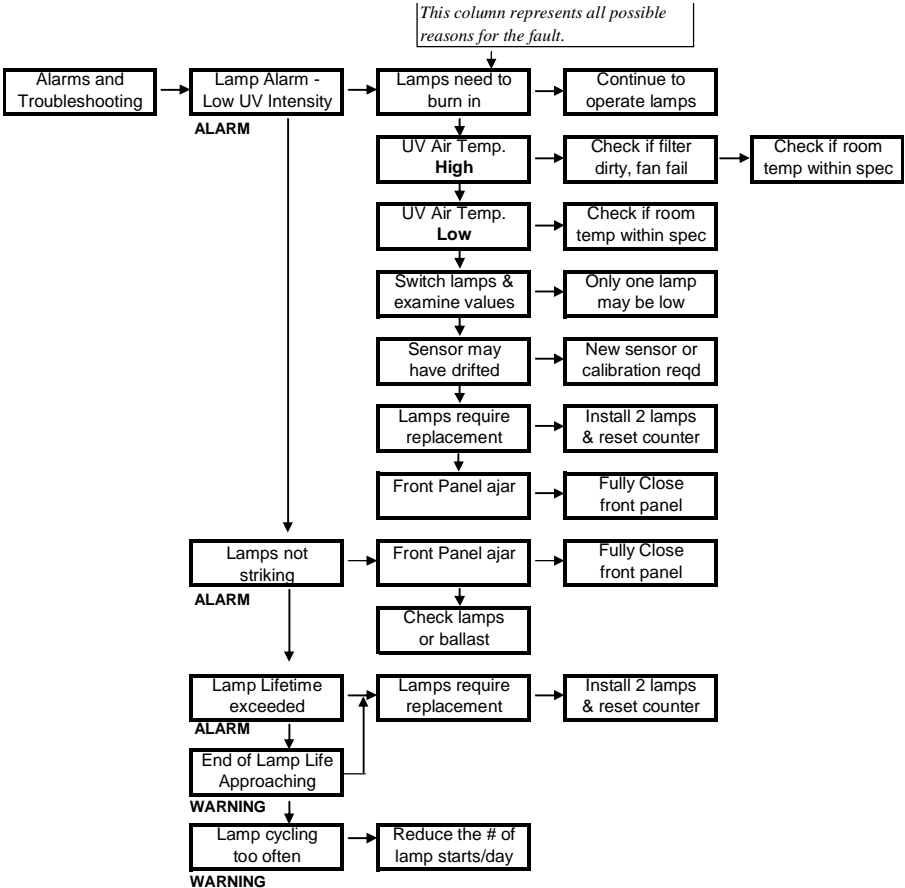 This column represents all possible
reasons for the fault.
Alarms and
Troubleshooting
Lamp Alarm -
Low UV Intensity
ALARM
Lamps need to
burn in
Continue to
operate lamps
UV Air Temp.
High
Check if filter
dirty, fan fail
Check if room
temp within spec
UV Air Temp.
Low
Check if room
temp within spec
Switch lamps &
examine values
Only one lamp
may be low
Sensor may
have drifted
New sensor or
calibration reqd
Lamps require
replacement
Install 2 lamps
& reset counter
Front Panel ajar
Fully Close
front panel
Lamps not
striking
ALARM
Front Panel ajar
Fully Close
front panel
Check lamps
or ballast
Lamp Lifetime
exceeded
ALARM
Lamps require
replacement
Install 2 lamps
& reset counter
End of Lamp Life
Approaching
WARNING
Lamp cycling
too often
WARNING
Reduce the # of
lamp starts/day